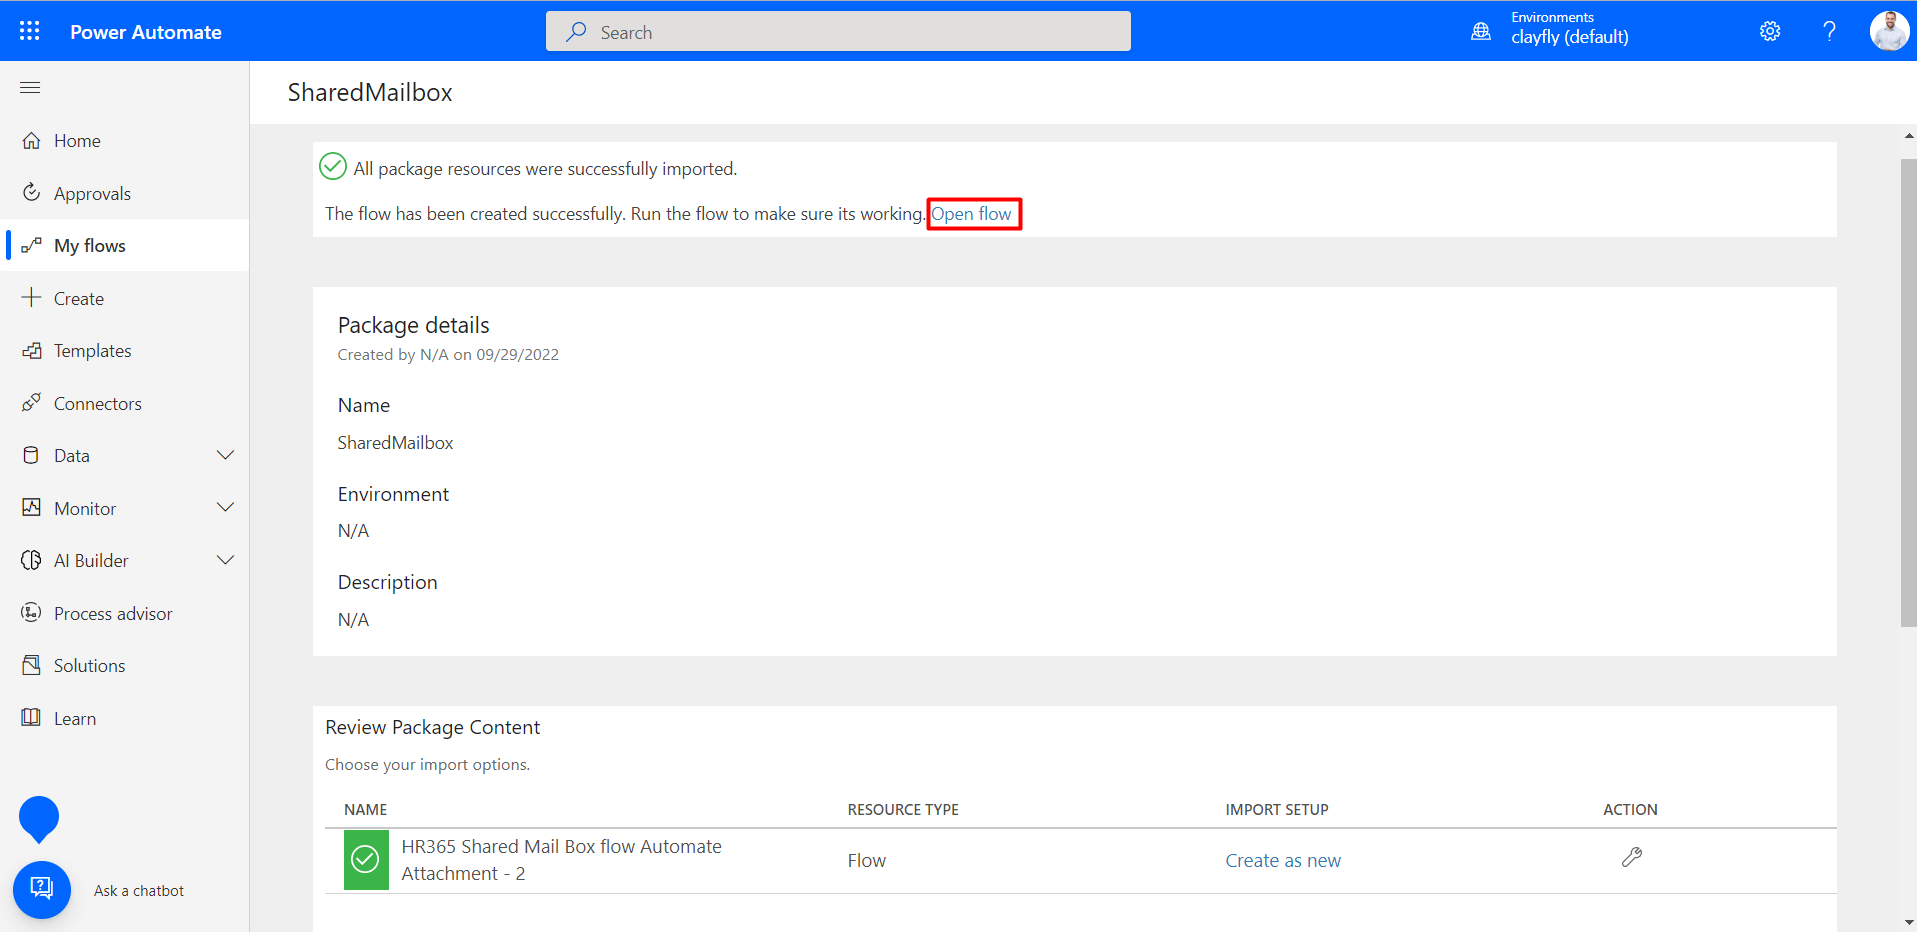 Power Automate
Search
Environments
clayfly (default)
?
SharedMailbox
Home
Approvals
My flows
Create
Templates
Connectors
Data
Monitor
AI Builder
Process advisor
Solutions
Learn
?
Ask a chatbot
All package resources were successfully imported.
The flow has been created successfully. Run the flow to make sure its working. Open flow
Package details
Created by N/A on 09/29/2022
Name
SharedMailbox
Environment
N/A
Description
N/A
Review Package Content
Choose your import options.
NAME RESOURCE TYPE IMPORT SETUP ACTION
HR365 Shared Mail Box flow Automate
Attachment - 2
Flow
Create as new